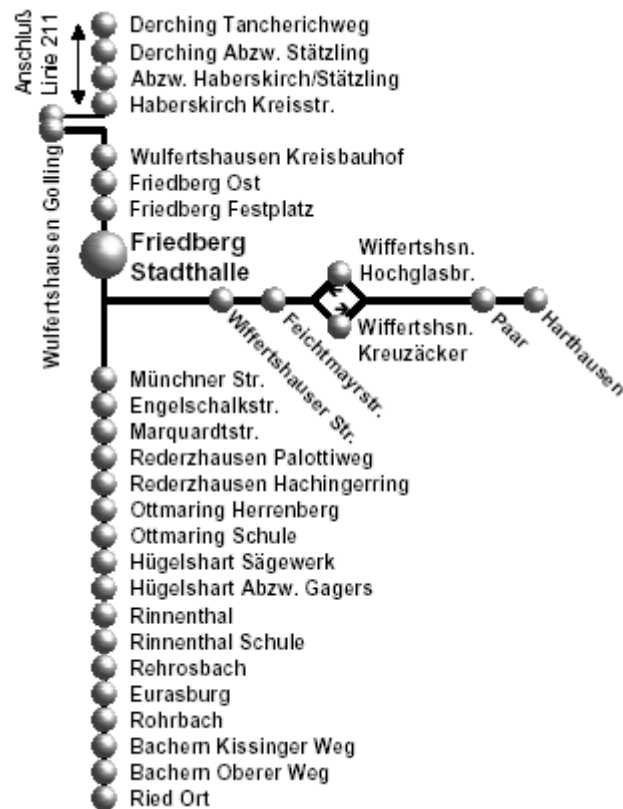 Anschluß
Linie 211
Derching Tancherichweg
Derching Abzw. Stätzling
Abzw. Haberskirch/Stätzling
Haberskirch Kreisstr.
Wulfertshausen Golling
Wulfertshausen Kreisbauhof
Friedberg Ost
Friedberg Festplatz
Friedberg
Stadthalle
Wiffertshsn.
Hochglasbr.
Wiffertshsn.
Kreuzäcker
Wiffertshauser Str.
Feichtmayrstr.
Paar
Harthausen
Münchner Str.
Engelschalkstr.
Marquardtstr.
Rederzhausen Palottiweg
Rederzhausen Hachingerring
Ottmaring Herrenberg
Ottmaring Schule
Hügelshart Sägewerk
Hügelshart Abzw. Gagers
Rinnenthal
Rinnenthal Schule
Rehrosbach
Eurasburg
Rohrbach
Bachern Kissinger Weg
Bachern Oberer Weg
Ried Ort